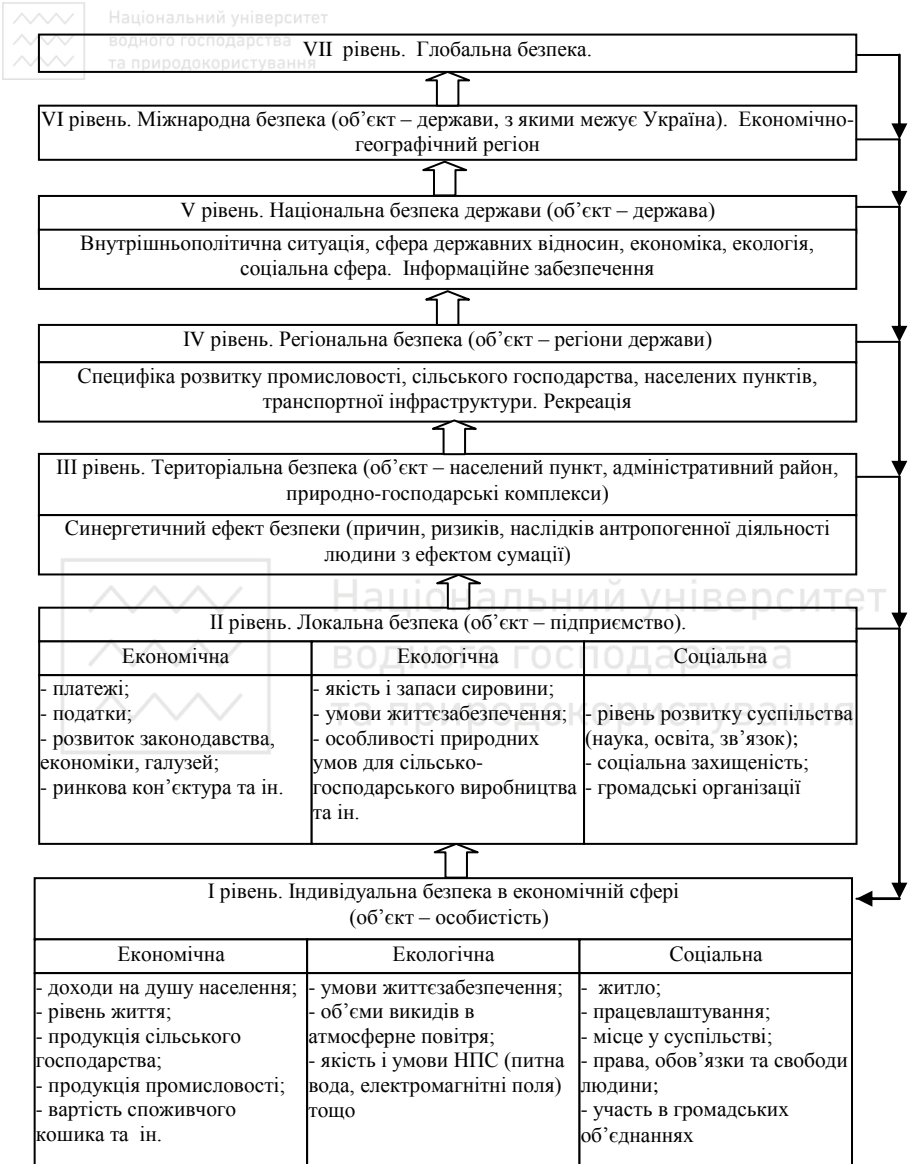 Національний університет
водного господарства
та природокористування
VII рівень. Глобальна безпека.
VI рівень. Міжнародна безпека (об’єкт – держави, з якими межує Україна). Економічно-
географічний регіон
V рівень. Національна безпека держави (об’єкт – держава)
Внутрішньополітична ситуація, сфера державних відносин, економіка, екологія,
соціальна сфера. Інформаційне забезпечення
IV рівень. Регіональна безпека (об’єкт – регіони держави)
Специфіка розвитку промисловості, сільського господарства, населених пунктів,
транспортної інфраструктури. Рекреація
III рівень. Територіальна безпека (об’єкт – населений пункт, адміністративний район,
природно-господарські комплекси)
Синергетичний ефект безпеки (причин, ризиків, наслідків антропогенної діяльності
людини з ефектом сумації)
Національний університет
водного господарства
та природокористування
II рівень. Локальна безпека (об’єкт – підприємство).
Економічна
- платежі;
- податки;
- розвиток законодавства,
економіки, галузей;
- ринкова кон’єктура та ін.
Екологічна
- якість і запаси сировини;
- умови життєзабезпечення;
- особливості природних
умов для сільсько-
господарського виробництва
та ін.
Соціальна
- рівень розвитку суспільства
(наука, освіта, зв’язок);
- соціальна захищеність;
- громадські організації
I рівень. Індивідуальна безпека в економічній сфері
(об’єкт – особистість)
Економічна
- доходи на душу населення;
- рівень життя;
- продукція сільського
господарства;
- продукція промисловості;
- вартість споживчого
кошика та ін.
Екологічна
- умови життєзабезпечення;
- об’єми викидів в
атмосферне повітря;
- якість і умови НПС (питна
вода, електромагнітні поля)
тощо
Соціальна
- житло;
- працевлаштування;
- місце у суспільстві;
- права, обов’язки та свободи
людини;
- участь в громадських
об’єднаннях